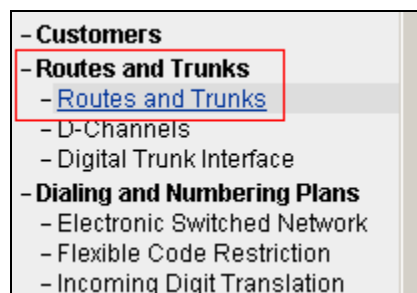 – Customers
– Routes and Trunks
– Routes and Trunks
– D-Channels
– Digital Trunk Interface
– Dialing and Numbering Plans
– Electronic Switched Network
– Flexible Code Restriction
– Incoming Digit Translation